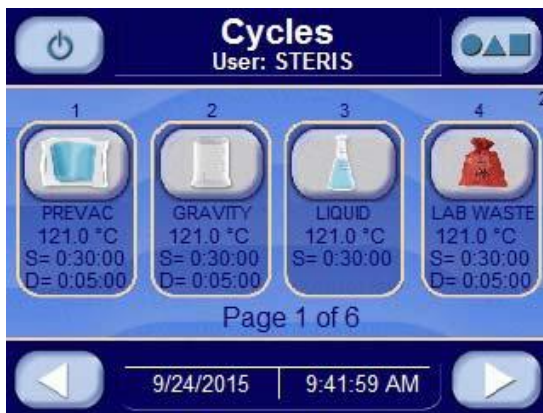 Cycles
User: STERIS
1 2 3 4
PREVAC GRAVITY LIQUID LAB WASTE
121.0 °C 121.0 °C 121.0 °C 121.0 °C
S= 0:30:00 S= 0:30:00 S= 0:30:00 S= 0:30:00
D= 0:05:00 D= 0:05:00 D= 0:05:00
Page 1 of 6
9/24/2015 9:41:59 AM